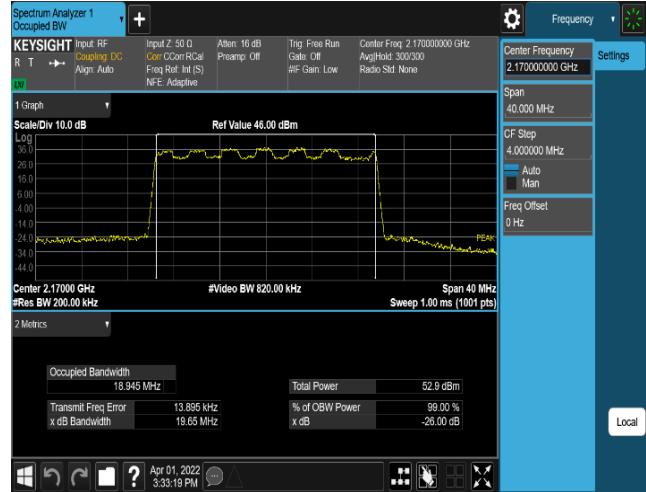 Spectrum Analyzer 1
Occupied BW
+
Frequency
KEYSIGHT
R T
LXI
Input: RF
Coupling: DC
Align: Auto
Input Z: 50 Ω
Corr CCorr RCal
Freq Ref: Int (S)
NFE: Adaptive
Atten: 16 dB
Preamp: Off
Trig: Free Run
Gate: Off
#IF Gain: Low
Center Freq: 2.170000000 GHz
Avg|Hold: 300/300
Radio Std: None
Center Frequency
2.170000000 GHz
Settings
Span
40.000 MHz
CF Step
4.000000 MHz
Auto
Man
Freq Offset
0 Hz
1 Graph
Scale/Div 10.0 dB
Ref Value 46.00 dBm
Log
36.0
26.0
16.0
6.00
-4.00
-14.0
-24.0
-34.0
-44.0
PEAK
Center 2.17000 GHz
#Video BW 820.00 kHz
Span 40 MHz
#Res BW 200.00 kHz
Sweep 1.00 ms (1001 pts)
2 Metrics
Occupied Bandwidth
18.945 MHz
Total Power
52.9 dBm
Transmit Freq Error
13.895 kHz
% of OBW Power
99.00 %
x dB Bandwidth
19.65 MHz
x dB
-26.00 dB
Local
?
Apr 01, 2022
3:33:19 PM